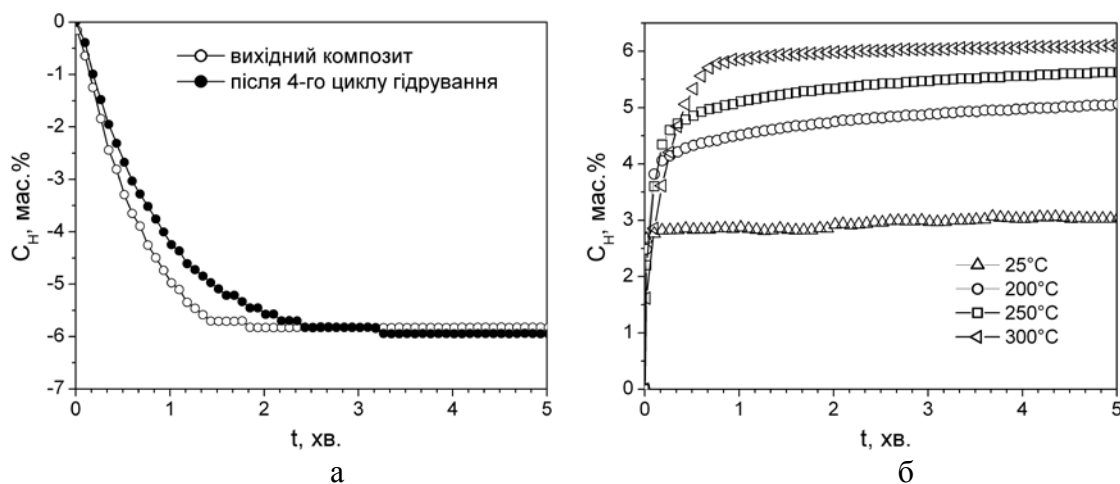 0
-1
-2
-3
-4
-5
-6
-7
C_H, мас.%
вихідний композит
після 4-го циклу гідрування
0 1 2 3 4 5
t, хв.
а
6
5
4
3
2
1
0
C_H, мас.%
25°C
200°C
250°C
300°C
0 1 2 3 4 5
t, хв.
б